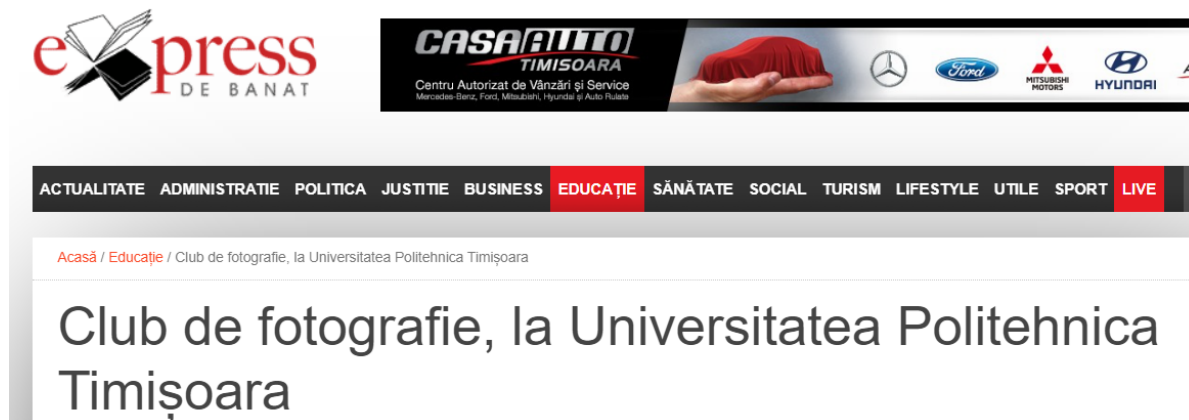 express
DE BANAT
CASA AUTO
TIMISOARA
Centru Autorizat de Vânzări și Service
Mercedes-Benz, Ford, Mitsubishi, Hyundai și Auto Rulate
Ford
MITSUBISHI
MOTORS
HYUNDAI
ACTUALITATE ADMINISTRATIE POLITICA JUSTITIE BUSINESS EDUCAȚIE SĂNĂTATE SOCIAL TURISM LIFESTYLE UTILE SPORT LIVE
Acasă / Educație / Club de fotografie, la Universitatea Politehnica Timișoara
Club de fotografie, la Universitatea Politehnica
Timișoara